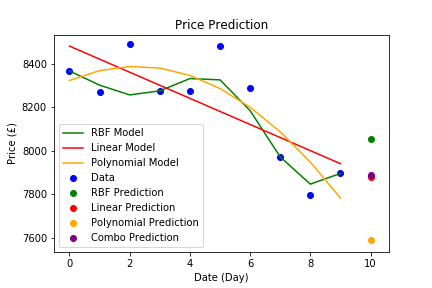 Price Prediction
Price (£)
8400
8200
8000
7800
7600
RBF Model
Linear Model
Polynomial Model
Data
RBF Prediction
Linear Prediction
Polynomial Prediction
Combo Prediction
0 2 4 6 8 10
Date (Day)